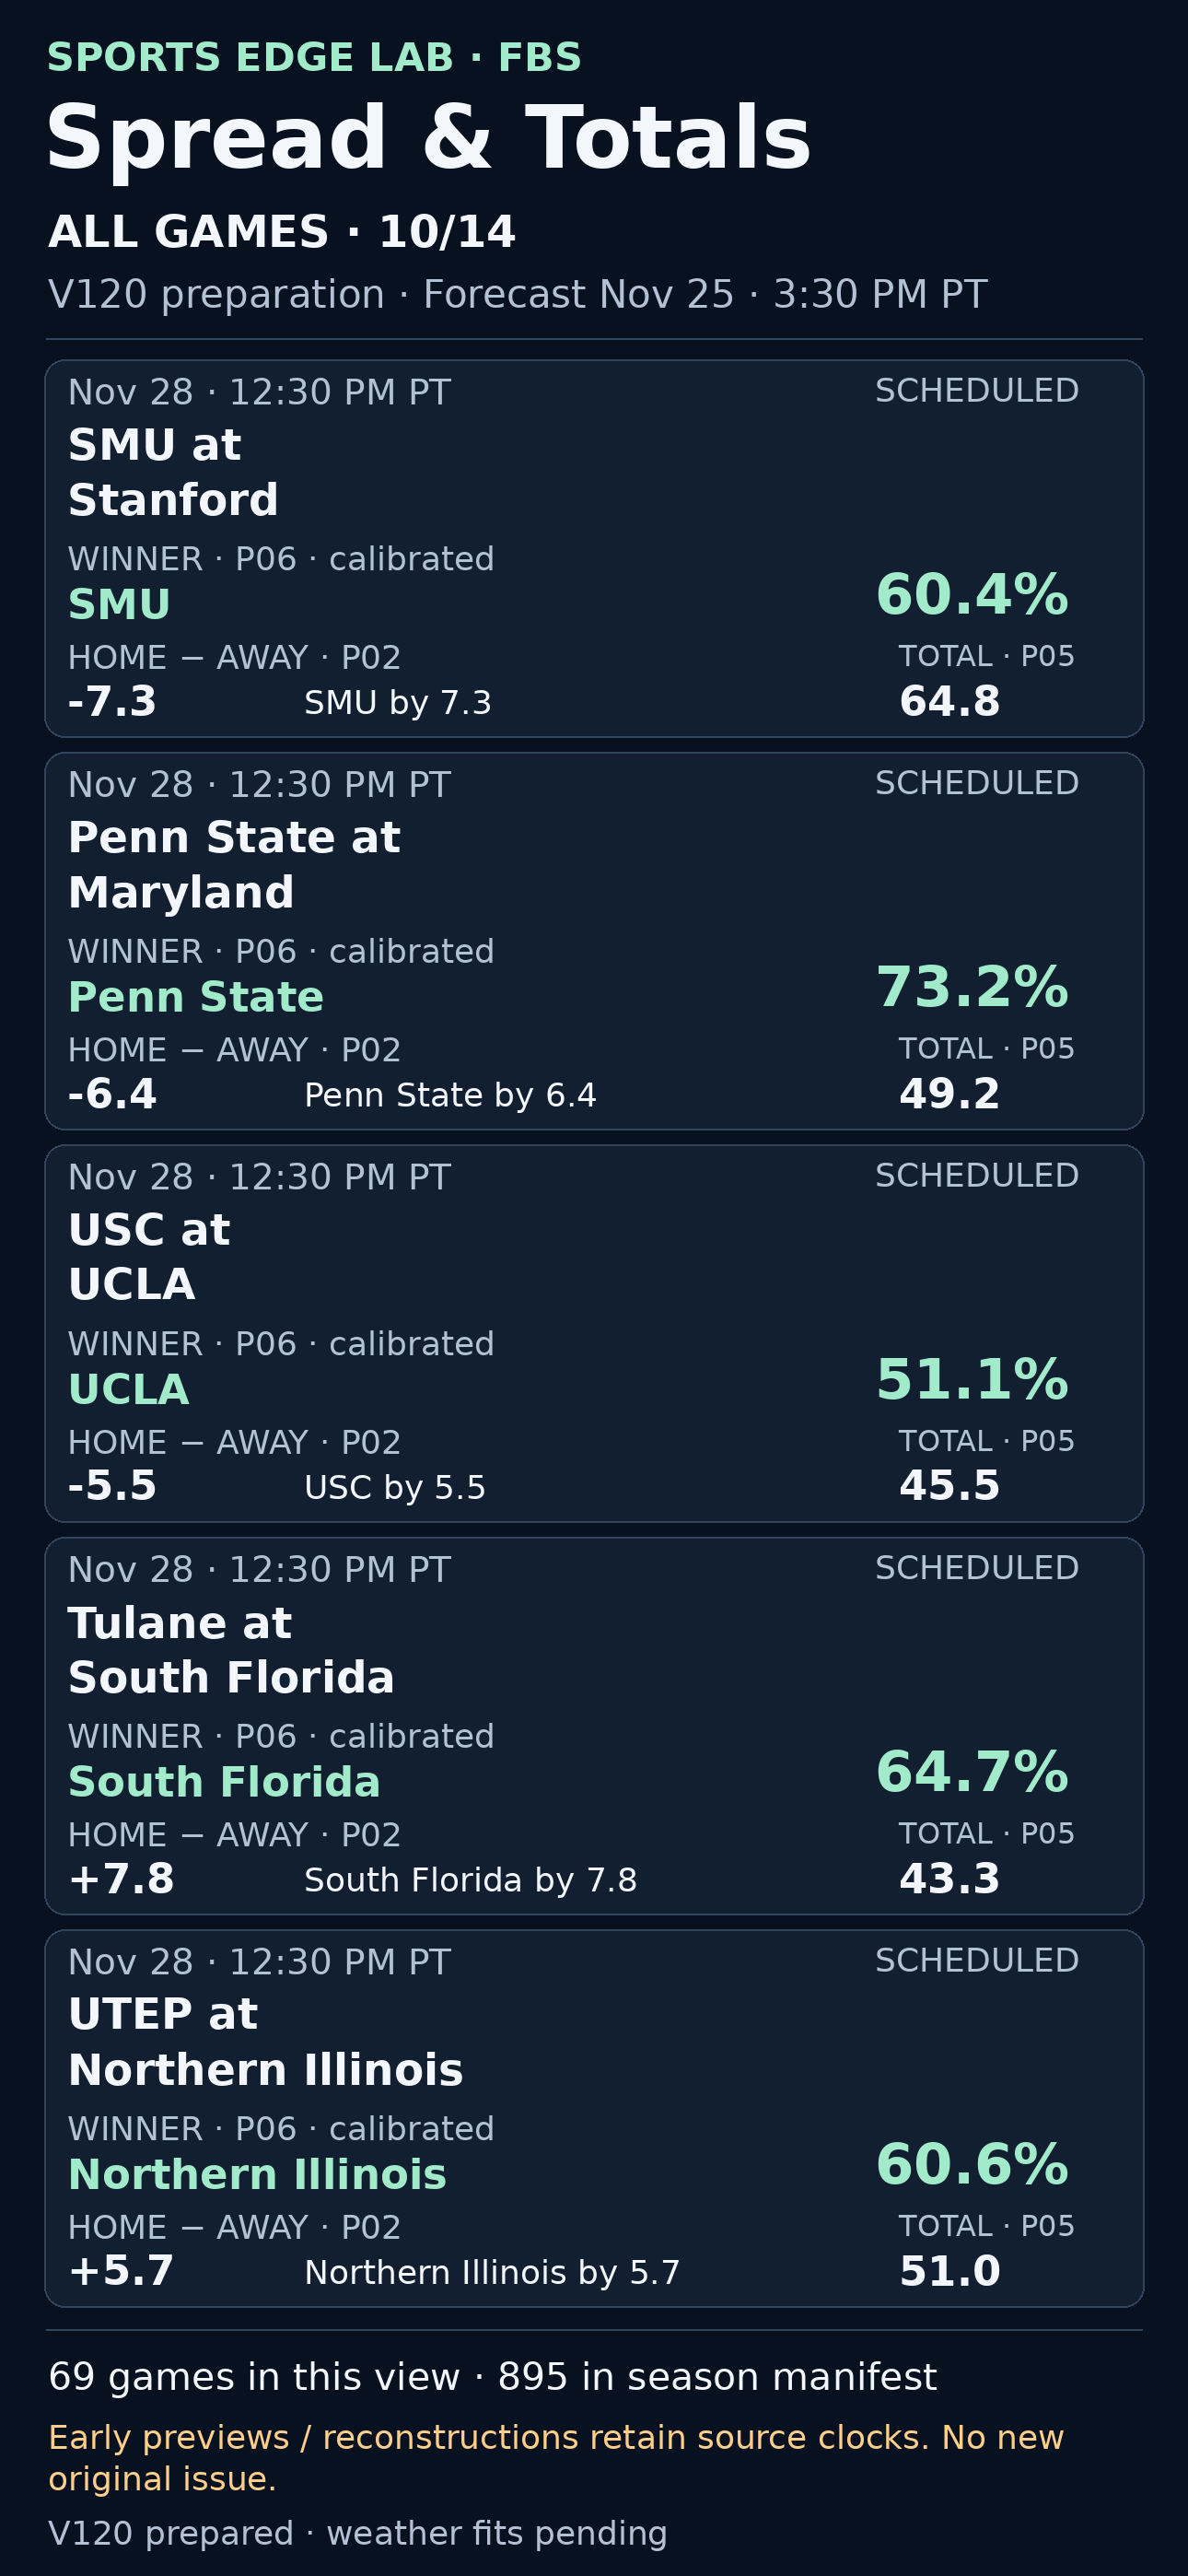 SPORTS EDGE LAB · FBS
Spread & Totals
ALL GAMES · 10/14
V120 preparation · Forecast Nov 25 · 3:30 PM PT
Nov 28 · 12:30 PM PT SCHEDULED
SMU at
Stanford
WINNER · P06 · calibrated
SMU 60.4%
HOME − AWAY · P02 TOTAL · P05
-7.3 SMU by 7.3 64.8
Nov 28 · 12:30 PM PT SCHEDULED
Penn State at
Maryland
WINNER · P06 · calibrated
Penn State 73.2%
HOME − AWAY · P02 TOTAL · P05
-6.4 Penn State by 6.4 49.2
Nov 28 · 12:30 PM PT SCHEDULED
USC at
UCLA
WINNER · P06 · calibrated
UCLA 51.1%
HOME − AWAY · P02 TOTAL · P05
-5.5 USC by 5.5 45.5
Nov 28 · 12:30 PM PT SCHEDULED
Tulane at
South Florida
WINNER · P06 · calibrated
South Florida 64.7%
HOME − AWAY · P02 TOTAL · P05
+7.8 South Florida by 7.8 43.3
Nov 28 · 12:30 PM PT SCHEDULED
UTEP at
Northern Illinois
WINNER · P06 · calibrated
Northern Illinois 60.6%
HOME − AWAY · P02 TOTAL · P05
+5.7 Northern Illinois by 5.7 51.0
69 games in this view · 895 in season manifest
Early previews / reconstructions retain source clocks. No new
original issue.
V120 prepared · weather fits pending